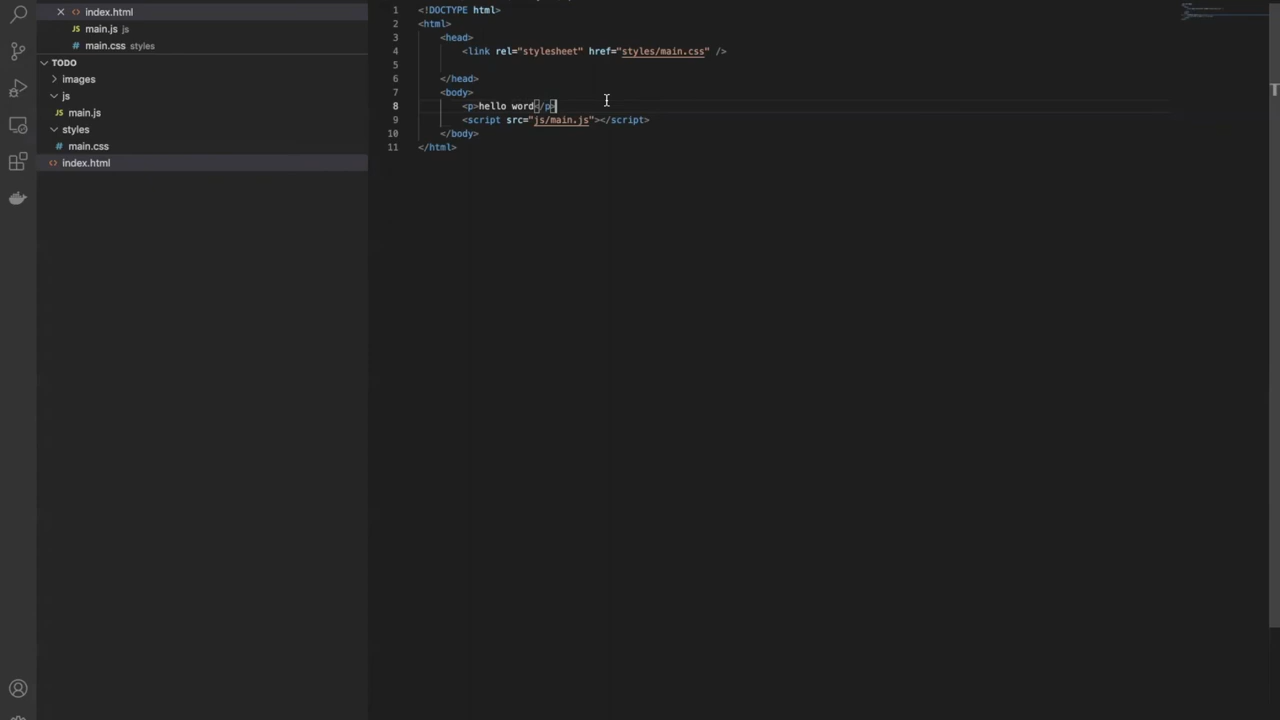 index.html
main.js js
main.css styles
TODO
images
js
main.js
styles
main.css
index.html
1 <!DOCTYPE html>
2 <html>
3 <head>
4 <link rel="stylesheet" href="styles/main.css" />
5
6 </head>
7 <body>
8 <p>hello word</p>
9 <script src="js/main.js"></script>
10 </body>
11 </html>